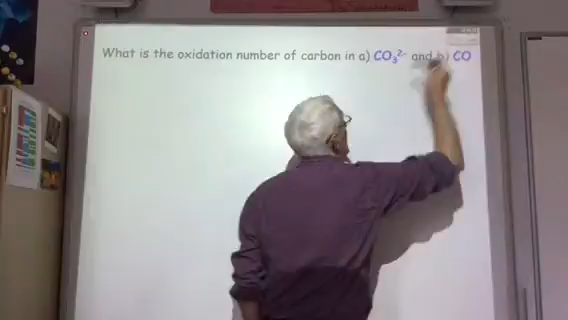 What is the oxidation number of carbon in a) CO₃²⁻ and b) CO